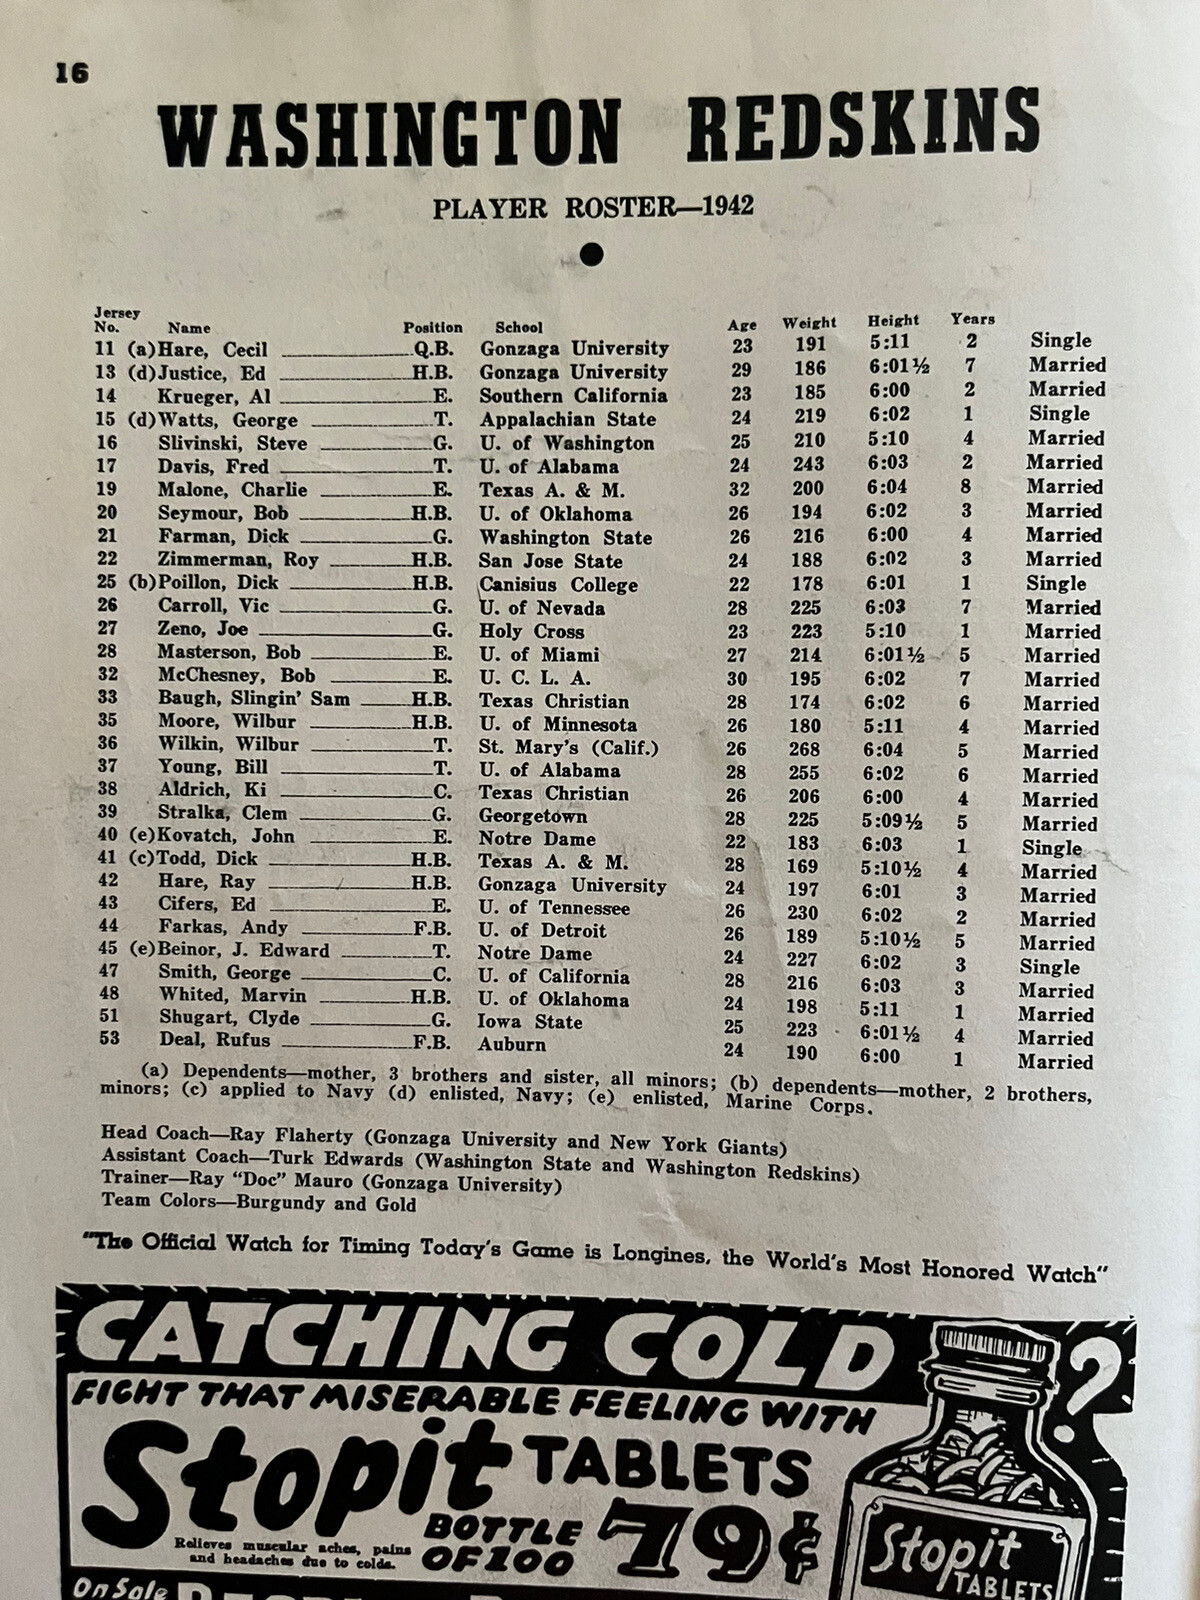 16
WASHINGTON REDSKINS
PLAYER ROSTER—1942
Jersey No. Name Position School Age Weight Height Years
11 (a)Hare, Cecil Q.B. Gonzaga University 23 191 5:11 2 Single
13 (d)Justice, Ed H.B. Gonzaga University 29 186 6:01½ 7 Married
14 Krueger, Al E. Southern California 23 185 6:00 2 Married
15 (d)Watts, George T. Appalachian State 24 219 6:02 1 Single
16 Slivinski, Steve G. U. of Washington 25 210 5:10 4 Married
17 Davis, Fred T. U. of Alabama 24 243 6:03 2 Married
19 Malone, Charlie E. Texas A. & M. 32 200 6:04 8 Married
20 Seymour, Bob H.B. U. of Oklahoma 26 194 6:02 3 Married
21 Farman, Dick G. Washington State 26 216 6:00 4 Married
22 Zimmerman, Roy H.B. San Jose State 24 188 6:02 3 Married
25 (b)Poillon, Dick H.B. Canisius College 22 178 6:01 1 Single
26 Carroll, Vic G. U. of Nevada 28 225 6:03 7 Married
27 Zeno, Joe G. Holy Cross 23 223 5:10 1 Married
28 Masterson, Bob E. U. of Miami 27 214 6:01½ 5 Married
32 McChesney, Bob E. U. C. L. A. 30 195 6:02 7 Married
33 Baugh, Slingin' Sam H.B. Texas Christian 28 174 6:02 6 Married
35 Moore, Wilbur H.B. U. of Minnesota 26 180 5:11 4 Married
36 Wilkin, Wilbur T. St. Mary's (Calif.) 26 268 6:04 5 Married
37 Young, Bill T. U. of Alabama 28 255 6:02 6 Married
38 Aldrich, Ki C. Texas Christian 26 206 6:00 4 Married
39 Stralka, Clem G. Georgetown 28 225 5:09½ 5 Married
40 (e)Kovatch, John E. Notre Dame 22 183 6:03 1 Single
41 (c)Todd, Dick H.B. Texas A. & M. 28 169 5:10½ 4 Married
42 Hare, Ray H.B. Gonzaga University 24 197 6:01 3 Married
43 Cifers, Ed E. U. of Tennessee 26 230 6:02 2 Married
44 Farkas, Andy F.B. U. of Detroit 26 189 5:10½ 5 Married
45 (e)Beinor, J. Edward T. Notre Dame 24 227 6:02 3 Single
47 Smith, George C. U. of California 28 216 6:03 3 Married
48 Whited, Marvin H.B. U. of Oklahoma 24 198 5:11 1 Married
51 Shugart, Clyde G. Iowa State 25 223 6:01½ 4 Married
53 Deal, Rufus F.B. Auburn 24 190 6:00 1 Married
(a) Dependents—mother, 3 brothers and sister, all minors; (b) dependents—mother, 2 brothers,
minors; (c) applied to Navy (d) enlisted, Navy; (e) enlisted, Marine Corps.
Head Coach—Ray Flaherty (Gonzaga University and New York Giants)
Assistant Coach—Turk Edwards (Washington State and Washington Redskins)
Trainer—Ray "Doc" Mauro (Gonzaga University)
Team Colors—Burgundy and Gold
"The Official Watch for Timing Today's Game is Longines, the World's Most Honored Watch"
CATCHING COLD ?
FIGHT THAT MISERABLE FEELING WITH
Stopit TABLETS
BOTTLE OF 100 79¢
Relieves muscular aches, pains
and headaches due to colds.
Stopit
TABLETS
On Sale